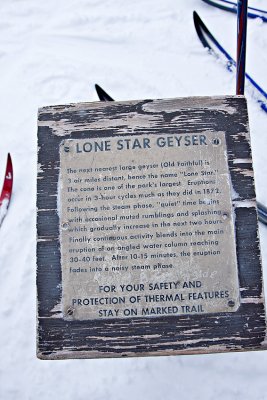 LONE STAR GEYSER
The next nearest large geyser (Old Faithful) is
3 air miles distant, hence the name "Lone Star."
The cone is one of the park's largest. Eruptions
occur in 3-hour cycles much as they did in 1872.
Following the steam phase, "quiet" time begins
with occasional muted rumblings and splashing
which gradually increase in the next two hours.
Finally continuous activity blends into the main
eruption of an angled water column reaching
30-40 feet. After 10-15 minutes, the eruption
fades into a noisy steam phase.
FOR YOUR SAFETY AND
PROTECTION OF THERMAL FEATURES
STAY ON MARKED TRAIL